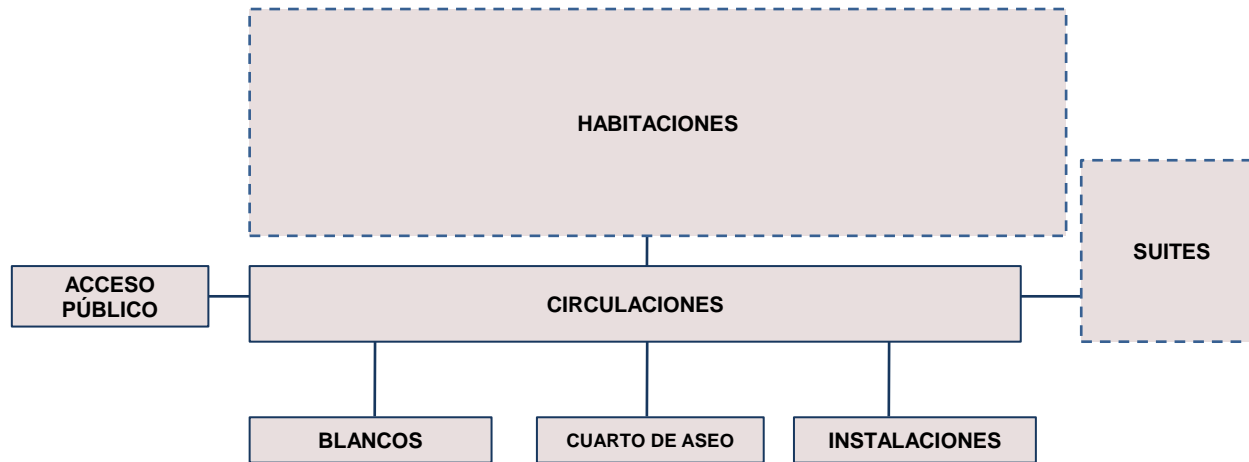 HABITACIONES
SUITES
ACCESO
PÚBLICO
CIRCULACIONES
BLANCOS
CUARTO DE ASEO
INSTALACIONES